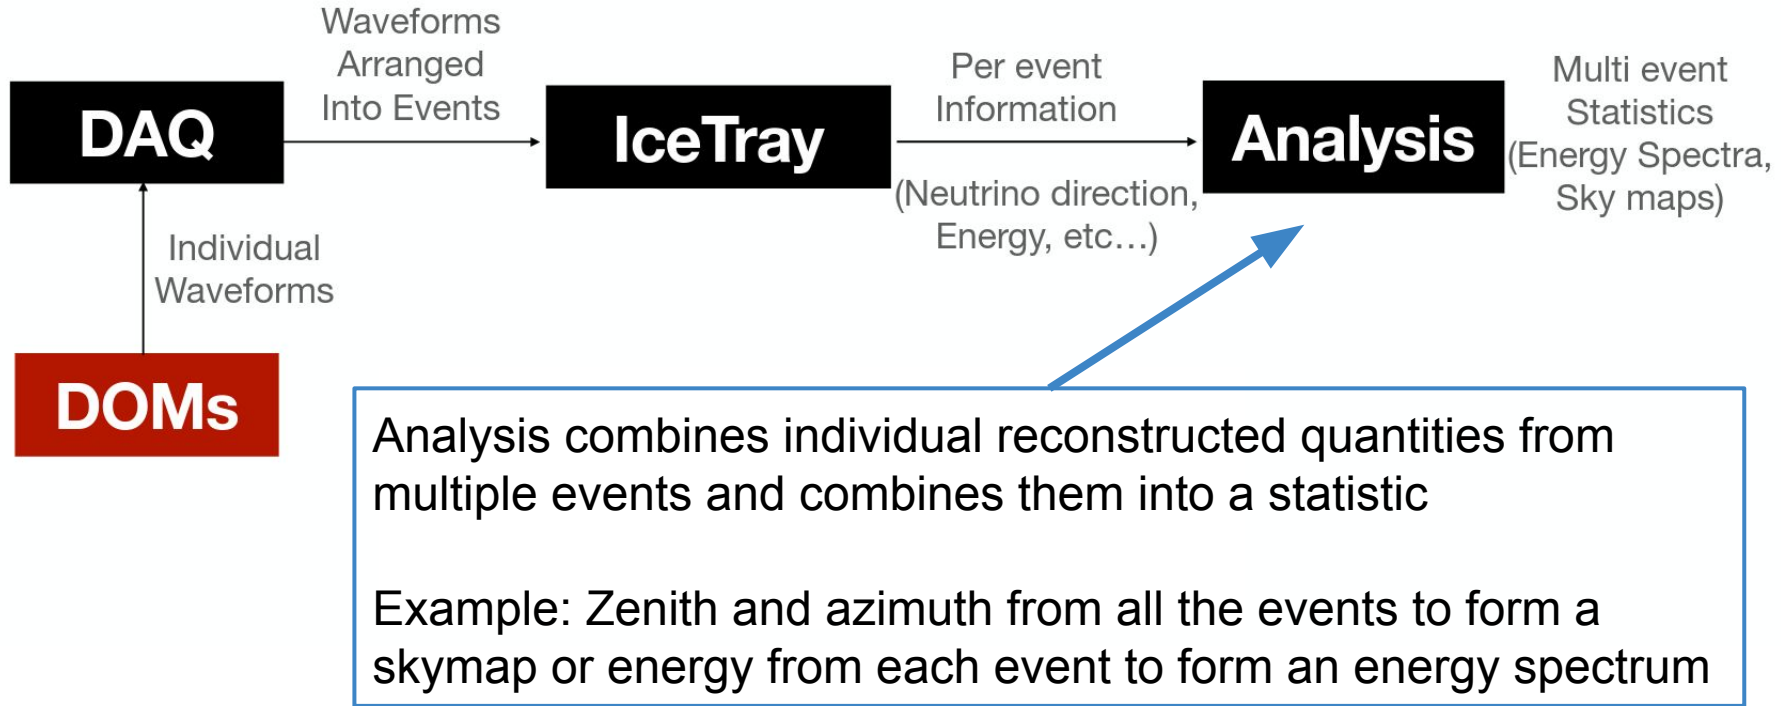 Waveforms
Arranged
Into Events
DAQ
IceTray
Per event
Information
(Neutrino direction,
Energy, etc...)
Analysis
Multi event
Statistics
(Energy Spectra,
Sky maps)
Individual
Waveforms
DOMs
Analysis combines individual reconstructed quantities from
multiple events and combines them into a statistic
Example: Zenith and azimuth from all the events to form a
skymap or energy from each event to form an energy spectrum